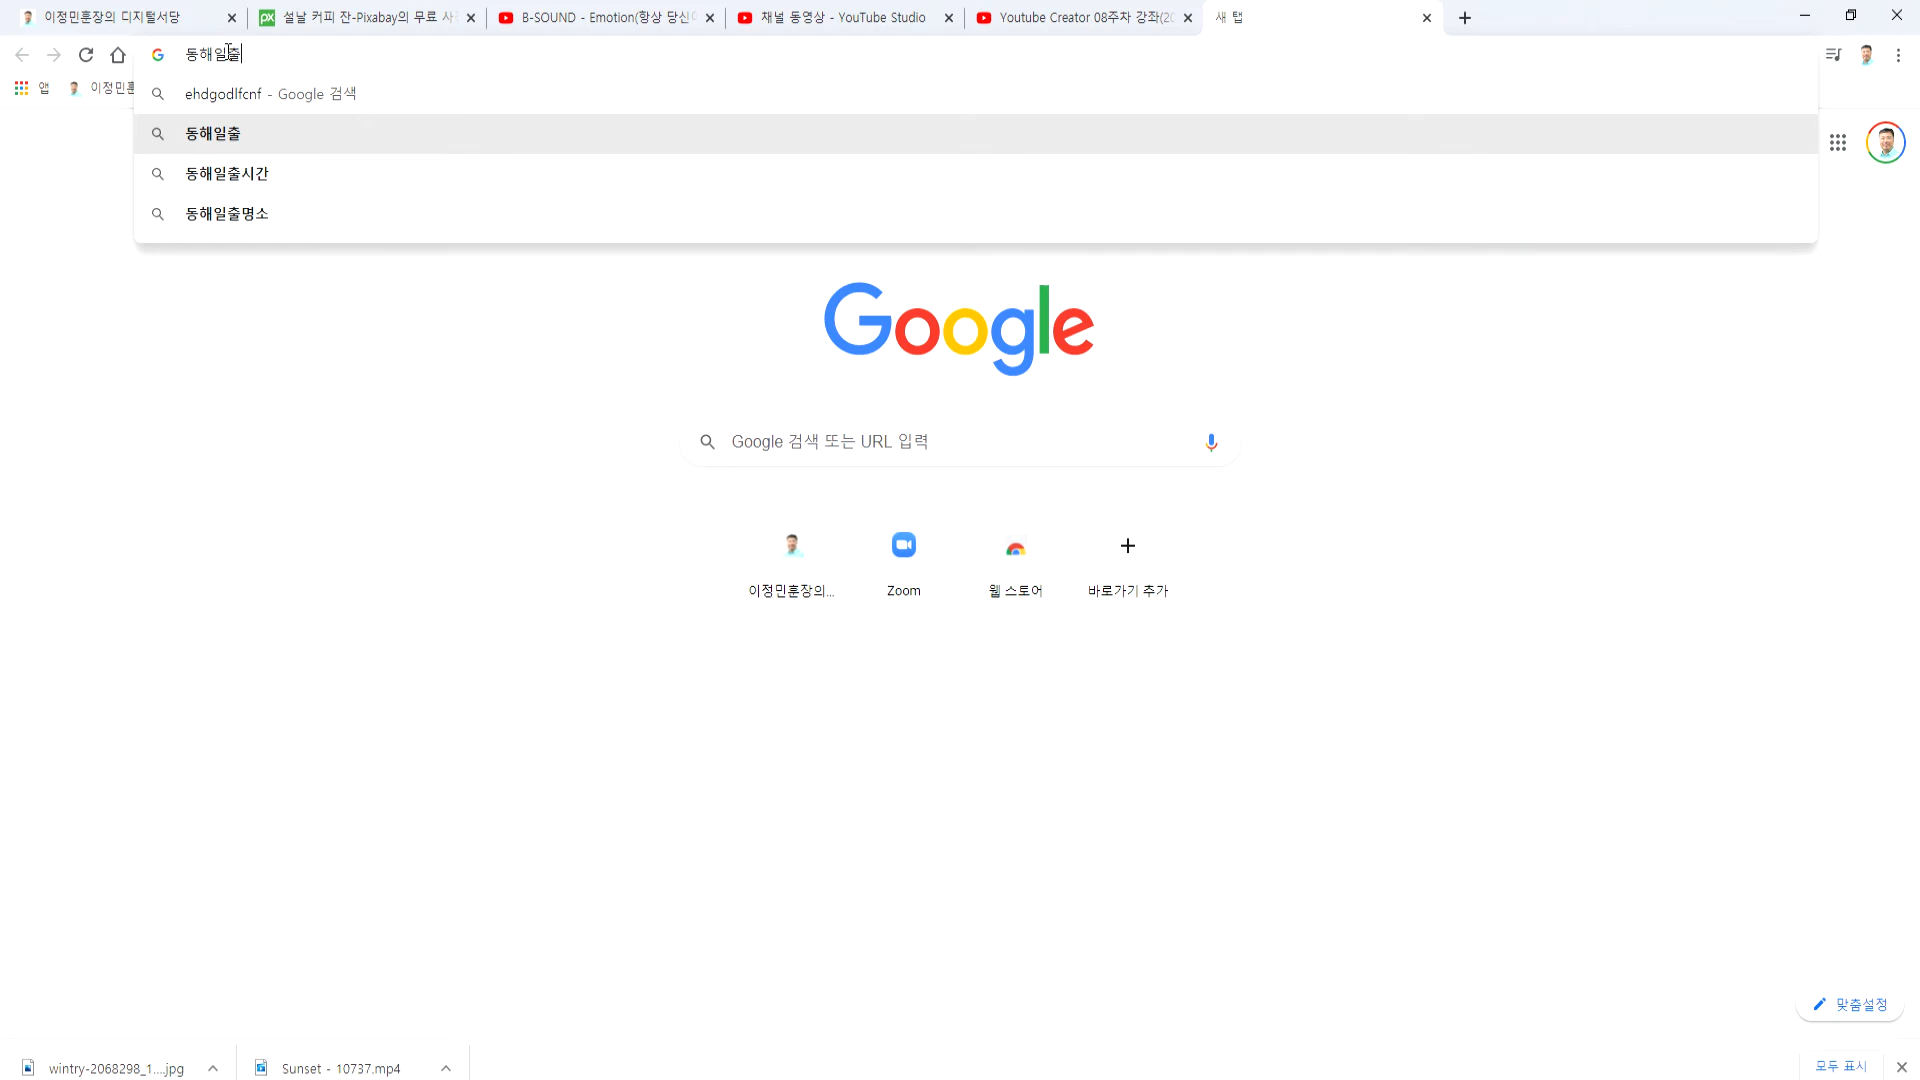 이정민훈장의 디지털서당
설날 커피 잔-Pixabay의 무료 사
B-SOUND - Emotion(항상 당신
채널 동영상 - YouTube Studio
Youtube Creator 08주차 강좌(20
새 탭
동해일출
앱
이정민훈
ehdgodlfcnf - Google 검색
동해일출
동해일출시간
동해일출명소
Google
Google 검색 또는 URL 입력
이정민훈장의...
Zoom
웹 스토어
바로가기 추가
맞춤설정
wintry-2068298_1....jpg
Sunset - 10737.mp4
모두 표시